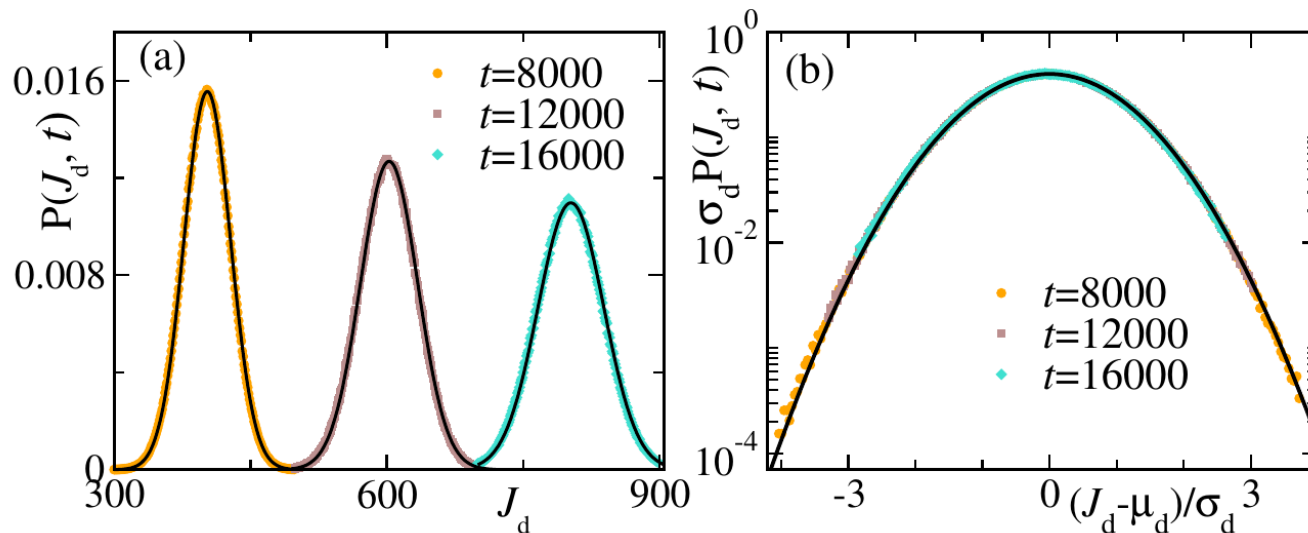 (a)
t=8000
t=12000
t=16000
P(J_d, t)
0.016
0.008
0
300
600
900
J_d
(b)
t=8000
t=12000
t=16000
σ_dP(J_d, t)
10^0
10^-2
10^-4
-3
0
3
(J_d-μ_d)/σ_d